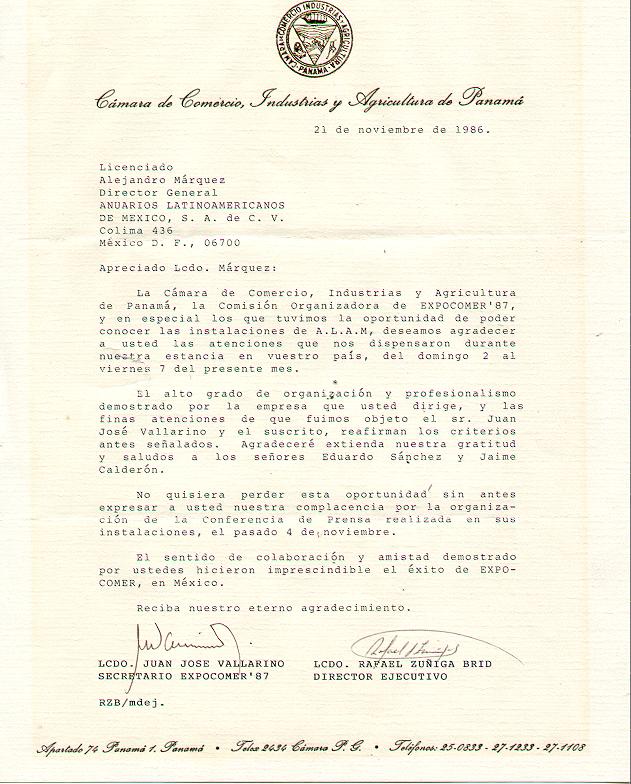 CAMARA DE COMERCIO INDUSTRIAS Y AGRICULTURA
PANAMA
Cámara de Comercio, Industrias y Agricultura de Panamá
21 de noviembre de 1986.
Licenciado
Alejandro Márquez
Director General
ANUARIOS LATINOAMERICANOS
DE MEXICO, S. A. de C. V.
Colima 436
México D. F., 06700
Apreciado Lcdo. Márquez:
La Cámara de Comercio, Industrias y Agricultura
de Panamá, la Comisión Organizadora de EXPOCOMER'87,
y en especial los que tuvimos la oportunidad de poder
conocer las instalaciones de A.L.A.M, deseamos agradecer
a usted las atenciones que nos dispensaron durante
nuestra estancia en vuestro país, del domingo 2 al
viernes 7 del presente mes.
El alto grado de organización y profesionalismo
demostrado por la empresa que usted dirige, y las
finas atenciones de que fuimos objeto el sr. Juan
José Vallarino y el suscrito, reafirman los criterios
antes señalados. Agradeceré extienda nuestra gratitud
y saludos a los señores Eduardo Sánchez y Jaime
Calderón.
No quisiera perder esta oportunidad sin antes
expresar a usted nuestra complacencia por la organiza-
ción de la Conferencia de Prensa realizada en sus
instalaciones, el pasado 4 de noviembre.
El sentido de colaboración y amistad demostrado
por ustedes hicieron imprescindible el éxito de EXPO-
COMER, en México.
Reciba nuestro eterno agradecimiento.
LCDO. JUAN JOSE VALLARINO
SECRETARIO EXPOCOMER'87
LCDO. RAFAEL ZUÑIGA BRID
DIRECTOR EJECUTIVO
RZB/mdej.
Apartado 74 Panamá 1, Panamá • Telex 2434 Cámara P. G. • Teléfonos: 25-0833 - 27-1233 - 27-1108